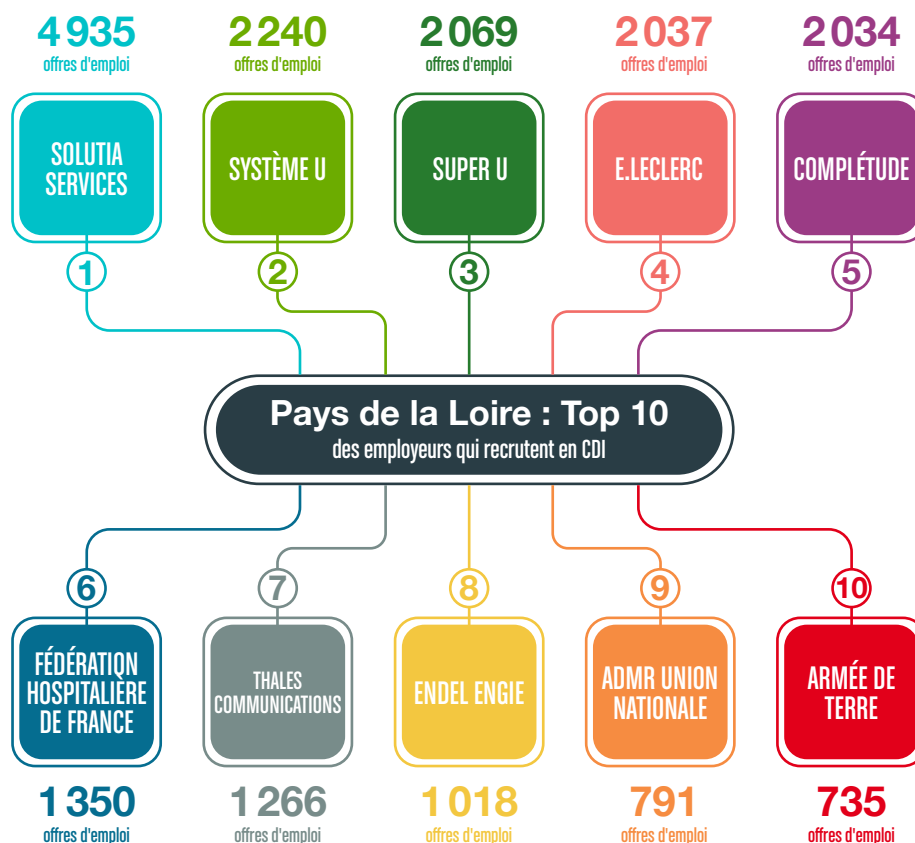 4 935
offres d'emploi
2 240
offres d'emploi
2 069
offres d'emploi
2 037
offres d'emploi
2 034
offres d'emploi
SOLUTIA
SERVICES
SYSTÈME U
SUPER U
E.LECLERC
COMPLÉTUDE
1
2
3
4
5
Pays de la Loire : Top 10
des employeurs qui recrutent en CDI
6
7
8
9
10
FÉDÉRATION
HOSPITALIÈRE
DE FRANCE
THALES
COMMUNICATIONS
ENDEL ENGIE
ADMR UNION
NATIONALE
ARMÉE DE
TERRE
1 350
offres d'emploi
1 266
offres d'emploi
1 018
offres d'emploi
791
offres d'emploi
735
offres d'emploi